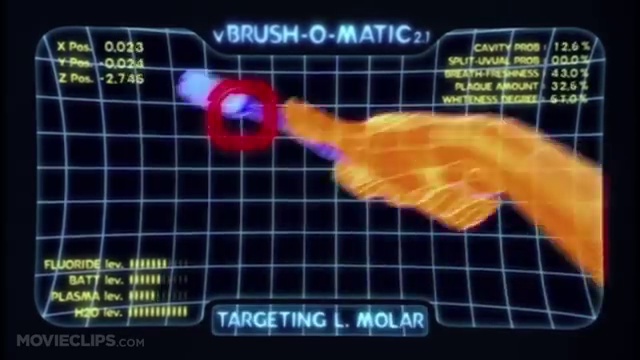 vBRUSH-O-MATIC 2.1
X Pos. 0,023
Y Pos. -0,024
Z Pos. -2,746
CAVITY PROB : 12,6 %
SPLIT-UVUAL PROB : 00,0 %
BREATH-FRESHNESS : 43,0 %
PLAQUE AMOUNT : 32,6 %
WHITENESS DEGREE : 61,0 %
FLUORIDE lev.
BATT lev.
PLASMA lev.
H2O lev.
TARGETING L. MOLAR
MOVIECLIPS.COM